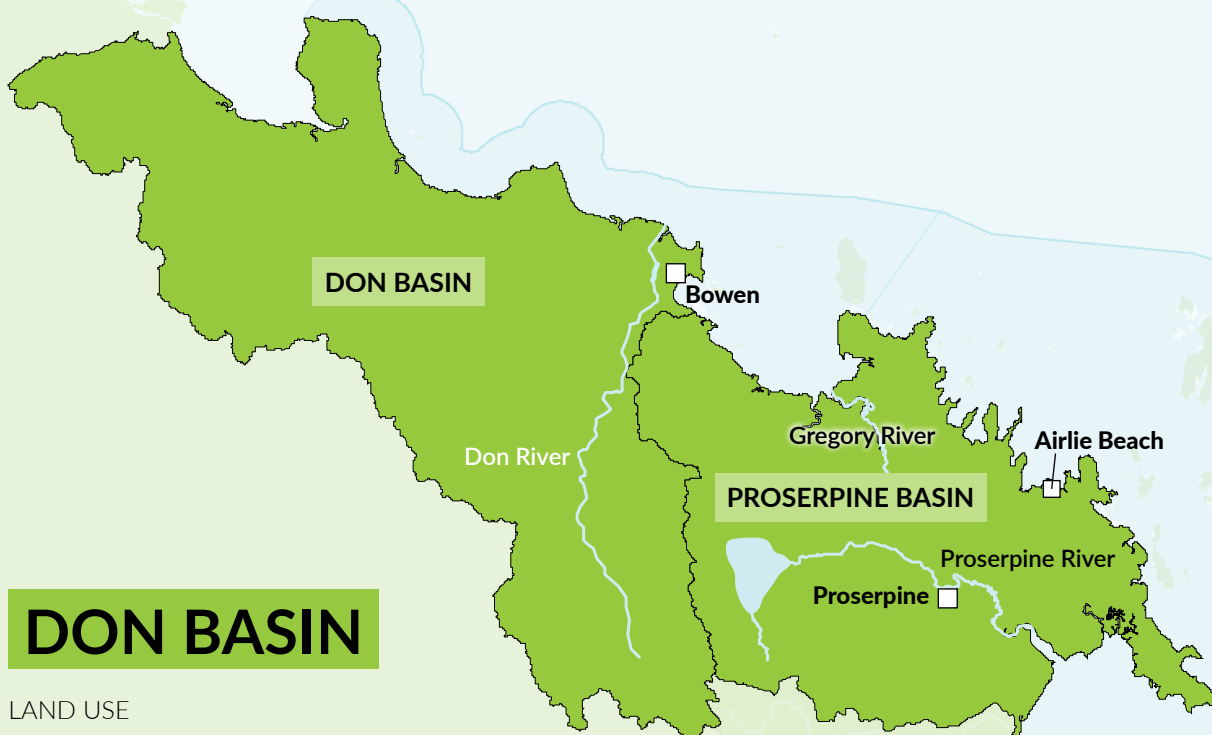 DON BASIN
Bowen
Don River
Gregory River
Airlie Beach
PROSERPINE BASIN
Proserpine River
Proserpine
DON BASIN
LAND USE